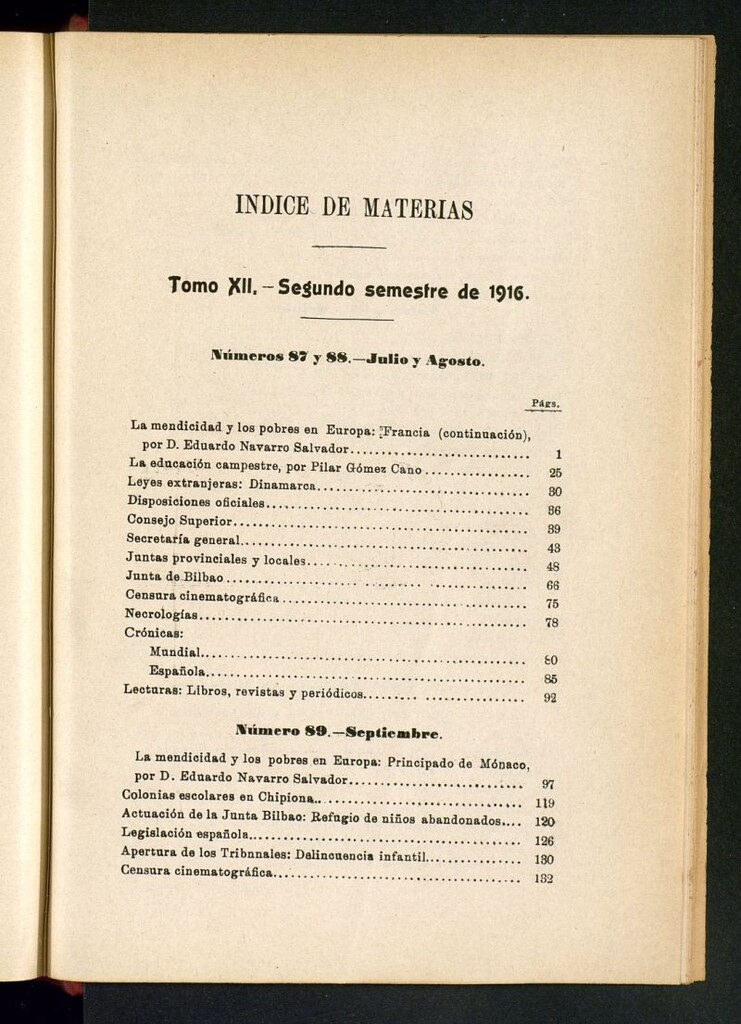 INDICE DE MATERIAS
Tomo XII.-Segundo semestre de 1916.
Números 87 y 88.—Julio y Agosto.
Págs.
La mendicidad y los pobres en Europa: Francia (continuación),
por D. Eduardo Navarro Salvador.............................. 1
La educación campestre, por Pilar Gómez Cano................. 25
Leyes extranjeras: Dinamarca................................. 30
Disposiciones oficiales...................................... 36
Consejo Superior............................................. 39
Secretaría general........................................... 43
Juntas provinciales y locales................................ 48
Junta de Bilbao.............................................. 66
Censura cinematográfica...................................... 75
Necrologías.................................................. 78
Crónicas:
Mundial...................................................... 80
Española..................................................... 85
Lecturas: Libros, revistas y periódicos...................... 92
Número 89.—Septiembre.
La mendicidad y los pobres en Europa: Principado de Mónaco,
por D. Eduardo Navarro Salvador.............................. 97
Colonias escolares en Chipiona............................... 119
Actuación de la Junta Bilbao: Refugio de niños abandonados.... 120
Legislación española......................................... 126
Apertura de los Tribnnales: Delincuencia infantil............ 130
Censura cinematográfica...................................... 132